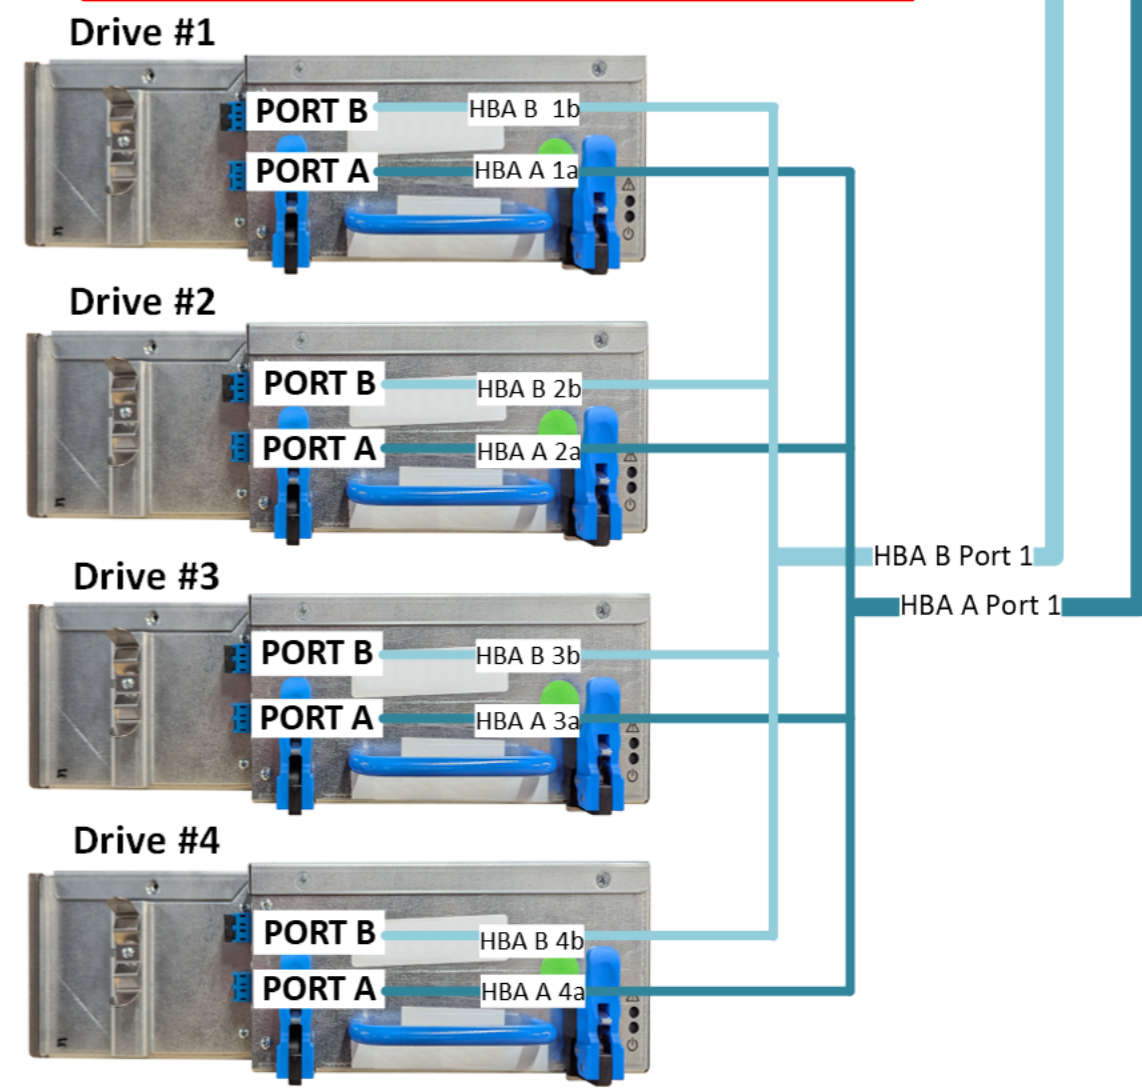 Drive #1
PORT B
HBA B 1b
PORT A
HBA A 1a
Drive #2
PORT B
HBA B 2b
PORT A
HBA A 2a
HBA B Port 1
Drive #3
HBA A Port 1
PORT B
HBA B 3b
PORT A
HBA A 3a
Drive #4
PORT B
HBA B 4b
PORT A
HBA A 4a